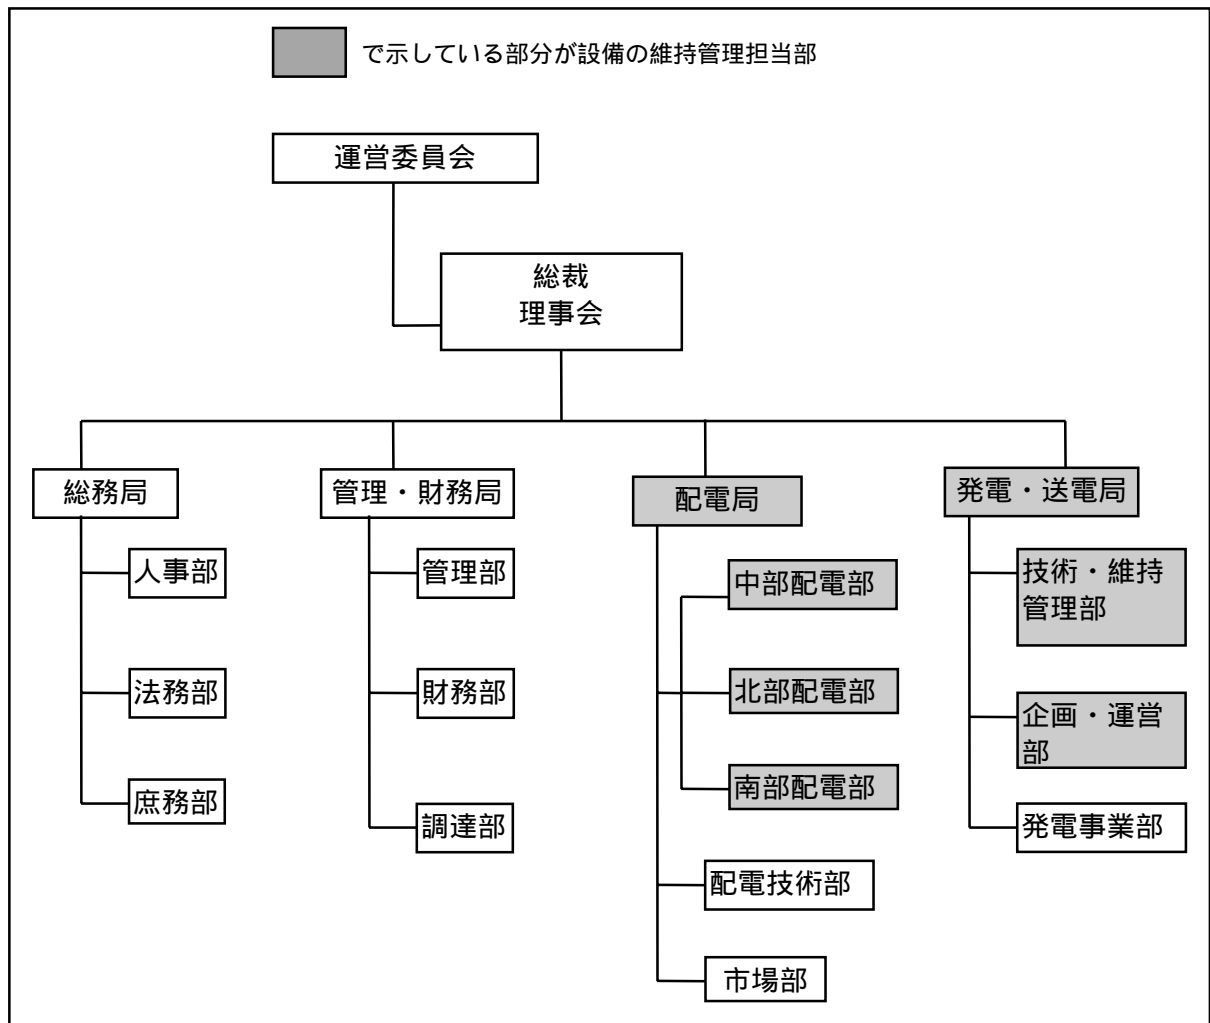 で示している部分が設備の維持管理担当部
運営委員会
総裁
理事会
総務局
人事部
法務部
庶務部
管理・財務局
管理部
財務部
調達部
配電局
中部配電部
北部配電部
南部配電部
配電技術部
市場部
発電・送電局
技術・維持
管理部
企画・運営
部
発電事業部